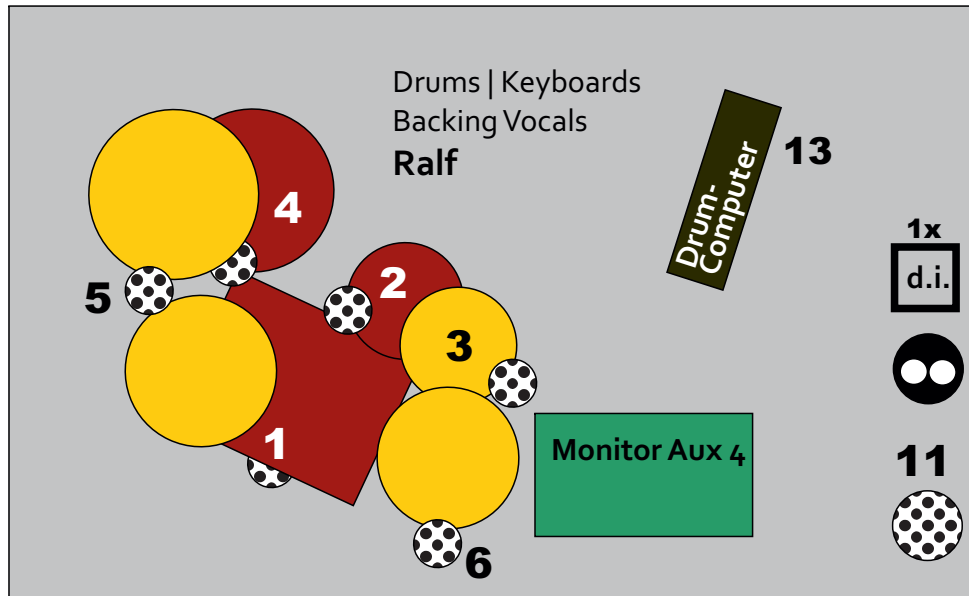 Drums | Keyboards
Backing Vocals
Ralf
13
Drum-
Computer
4
1x
d.i.
2
5
3
1
Monitor Aux 4
11
6